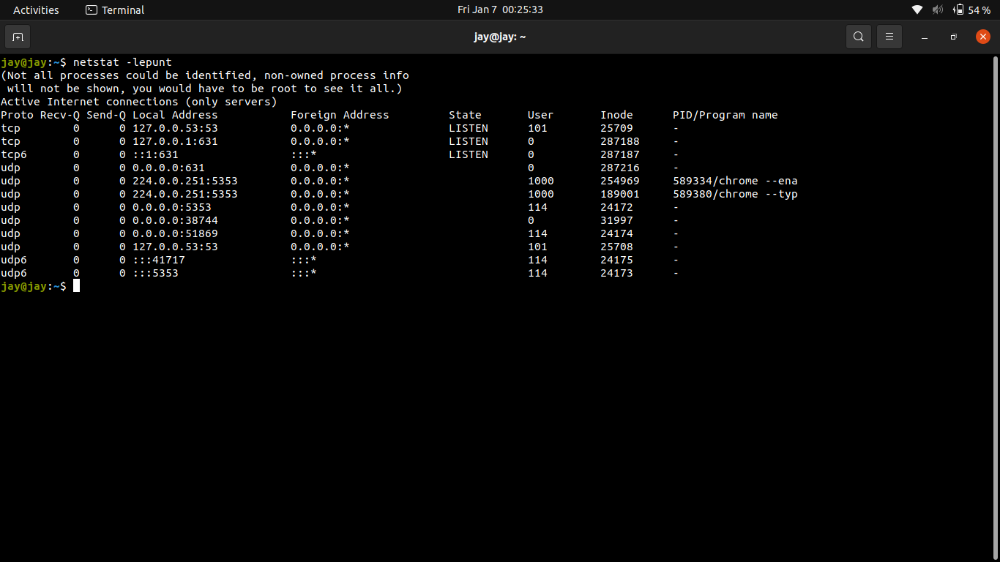 Activities Terminal Fri Jan 7 00:25:33 54 %
jay@jay: ~
jay@jay:~$ netstat -lepunt
(Not all processes could be identified, non-owned process info
 will not be shown, you would have to be root to see it all.)
Active Internet connections (only servers)
Proto Recv-Q Send-Q Local Address           Foreign Address         State       User       Inode      PID/Program name
tcp        0      0 127.0.0.53:53           0.0.0.0:*               LISTEN      101        25709      -
tcp        0      0 127.0.0.1:631           0.0.0.0:*               LISTEN      0          287188     -
tcp6       0      0 ::1:631                 :::*                    LISTEN      0          287187     -
udp        0      0 0.0.0.0:631             0.0.0.0:*                           0          287216     -
udp        0      0 224.0.0.251:5353        0.0.0.0:*                           1000       254969     589334/chrome --ena
udp        0      0 224.0.0.251:5353        0.0.0.0:*                           1000       189001     589380/chrome --typ
udp        0      0 0.0.0.0:5353            0.0.0.0:*                           114        24172      -
udp        0      0 0.0.0.0:38744           0.0.0.0:*                           0          31997      -
udp        0      0 0.0.0.0:51869           0.0.0.0:*                           114        24174      -
udp        0      0 127.0.0.53:53           0.0.0.0:*                           101        25708      -
udp6       0      0 :::41717                :::*                                114        24175      -
udp6       0      0 :::5353                 :::*                                114        24173      -
jay@jay:~$